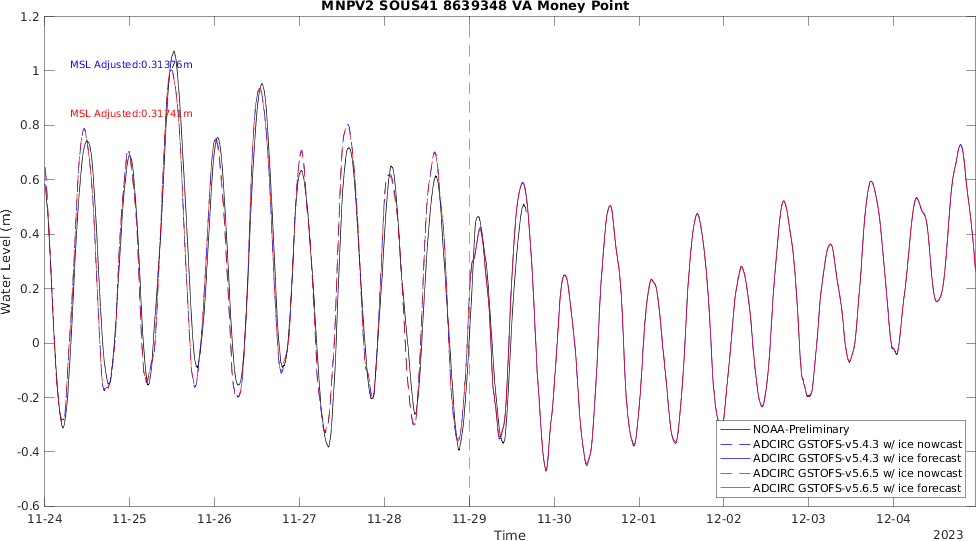 MNPV2 SOUS41 8639348 VA Money Point
1.2
1
0.8
0.6
0.4
0.2
0
-0.2
-0.4
-0.6
Water Level (m)
MSL Adjusted:0.31376m
MSL Adjusted:0.31741m
NOAA-Preliminary
ADCIRC GSTOFS-v5.4.3 w/ ice nowcast
ADCIRC GSTOFS-v5.4.3 w/ ice forecast
ADCIRC GSTOFS-v5.6.5 w/ ice nowcast
ADCIRC GSTOFS-v5.6.5 w/ ice forecast
11-24 11-25 11-26 11-27 11-28 11-29 11-30 12-01 12-02 12-03 12-04
Time
2023